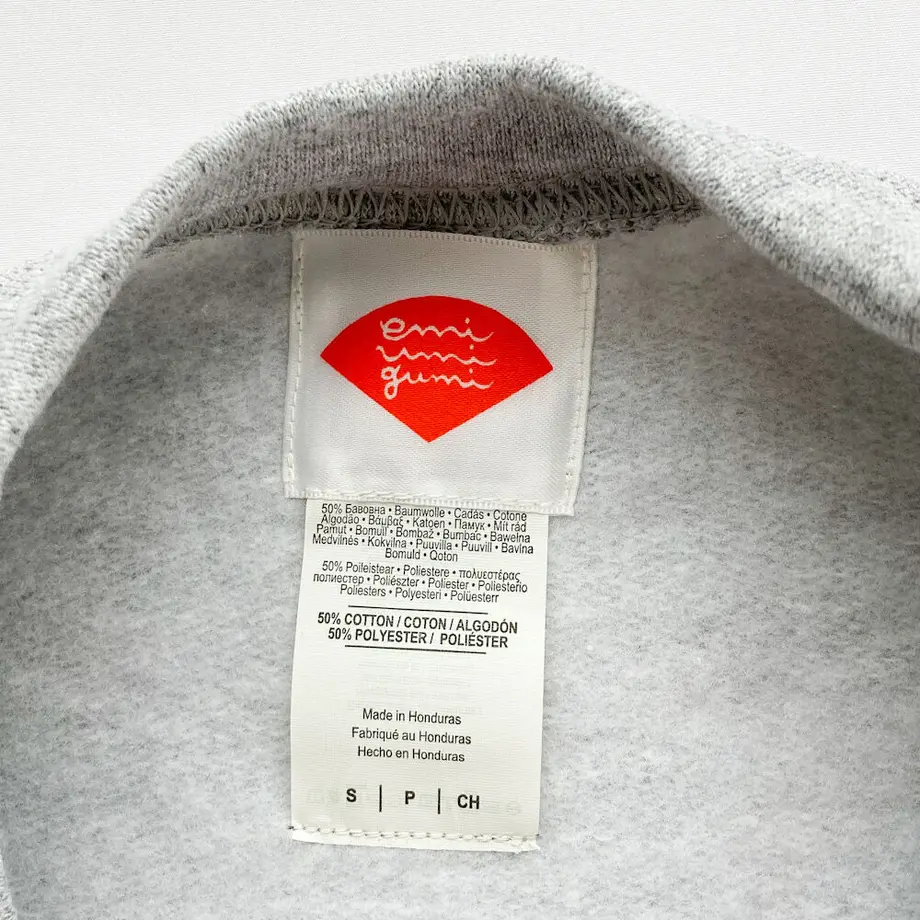 emi
umi
gumi
50% Бавовна • Baumwolle • Cadás • Cotone
Algodão • Βάμβαξ • Katoen • Памук • Mit rád
Pamut • Bomull • Bombaž • Bumbac • Bawełna
Medvilnės • Kokvilna • Puuvilla • Puuvill • Bavlna
Bomuld • Qoton
50% Poileistear • Poliestere • πολυεστέρας
полиестер • Poliészter • Poliester • Poliesterio
Poliesters • Polyesteri • Polüesterr
50% COTTON / COTON / ALGODÓN
50% POLYESTER / POLIÉSTER
Made in Honduras
Fabriqué au Honduras
Hecho en Honduras
S | P | CH